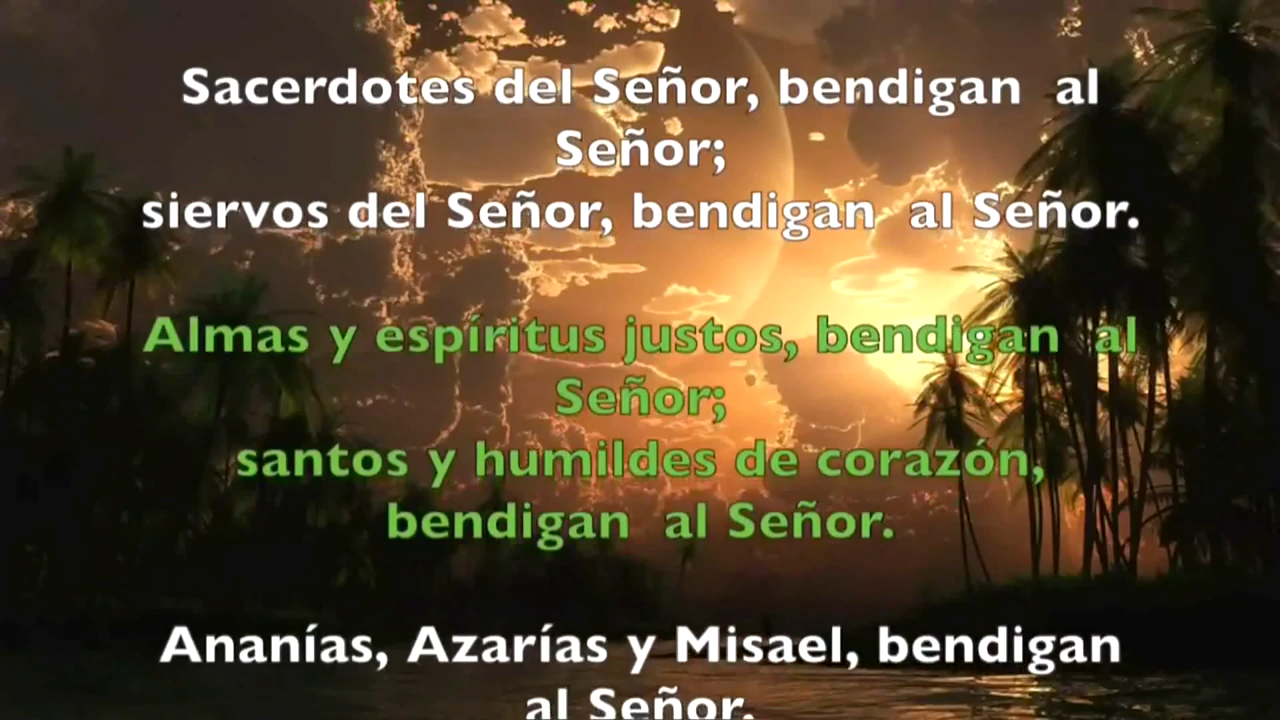 Sacerdotes del Señor, bendigan al
Señor;
siervos del Señor, bendigan al Señor.
Almas y espíritus justos, bendigan al
Señor;
santos y humildes de corazón,
bendigan al Señor.
Ananías, Azarías y Misael, bendigan
al Señor.